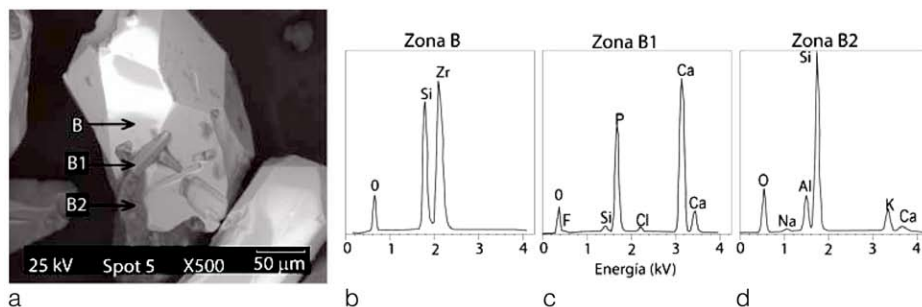 B
B1
B2
25 kV Spot 5 X500 50 µm
a
Zona B
Si
Zr
O
0 1 2 3 4
b
Zona B1
Ca
P
O
F
Si
Cl
Ca
0 1 2 3 4
Energía (kV)
c
Zona B2
Si
O
Na
Al
K
Ca
0 1 2 3 4
d